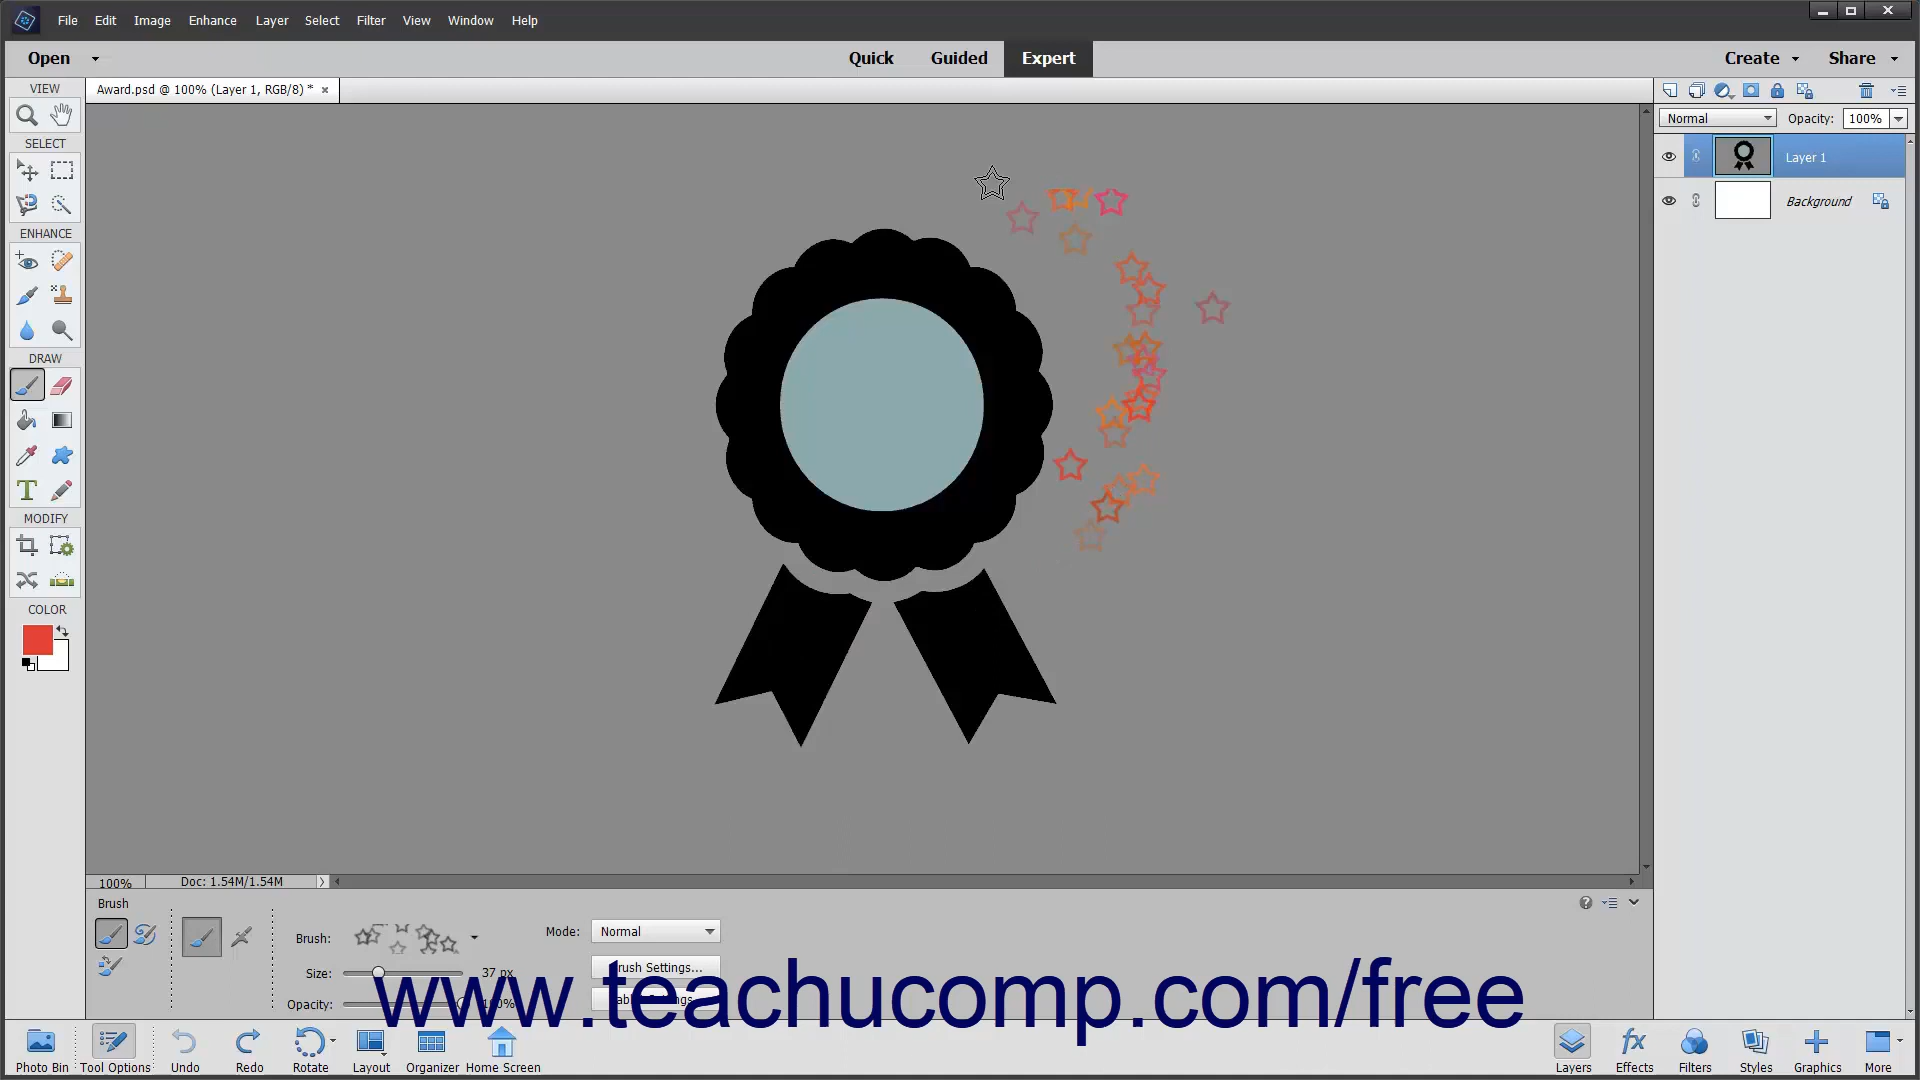 File Edit Image Enhance Layer Select Filter View Window Help
Open Quick Guided Expert Create Share
VIEW
Award.psd @ 100% (Layer 1, RGB/8) * ×
Normal Opacity: 100%
SELECT
Layer 1
Background
ENHANCE
DRAW
T
MODIFY
COLOR
100% Doc: 1.54M/1.54M
Brush
Brush: Mode: Normal
Size: 37 px Brush Settings...
Opacity: 100%
www.teachucomp.com/free
Photo Bin Tool Options Undo Redo Rotate Layout Organizer Home Screen
fx
Layers Effects Filters Styles Graphics More